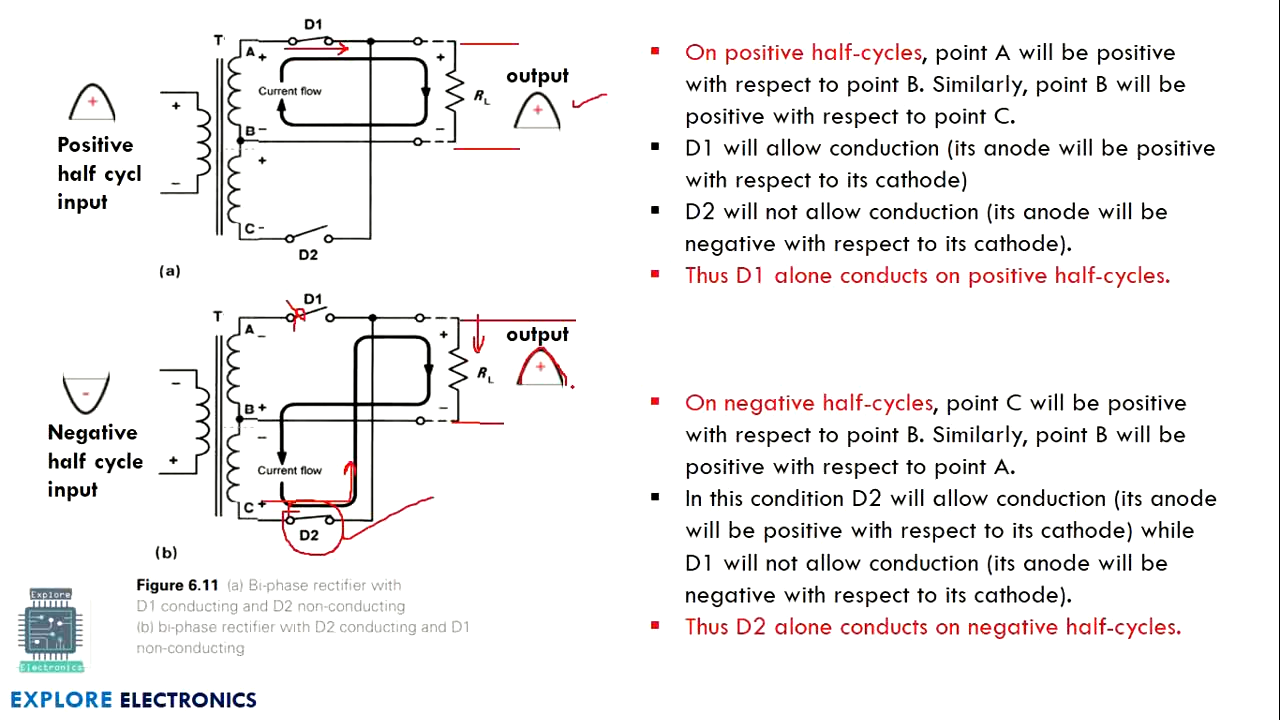 D1
T
A
+
+
Current flow
+
R L
B
–
–
+
–
C –
D2
(a)
+
Positive
half cycl
input
output
+
D1
T
A
–
–
+
R L
B +
–
–
Current flow
C +
D2
(b)
-
Negative
half cycle
input
+
output
+
Figure 6.11 (a) Bi-phase rectifier with
D1 conducting and D2 non-conducting
(b) bi-phase rectifier with D2 conducting and D1
non-conducting
Explore
Electronics
EXPLORE ELECTRONICS
▪ On positive half-cycles, point A will be positive
with respect to point B. Similarly, point B will be
positive with respect to point C.
▪ D1 will allow conduction (its anode will be positive
with respect to its cathode)
▪ D2 will not allow conduction (its anode will be
negative with respect to its cathode).
▪ Thus D1 alone conducts on positive half-cycles.
▪ On negative half-cycles, point C will be positive
with respect to point B. Similarly, point B will be
positive with respect to point A.
▪ In this condition D2 will allow conduction (its anode
will be positive with respect to its cathode) while
D1 will not allow conduction (its anode will be
negative with respect to its cathode).
▪ Thus D2 alone conducts on negative half-cycles.